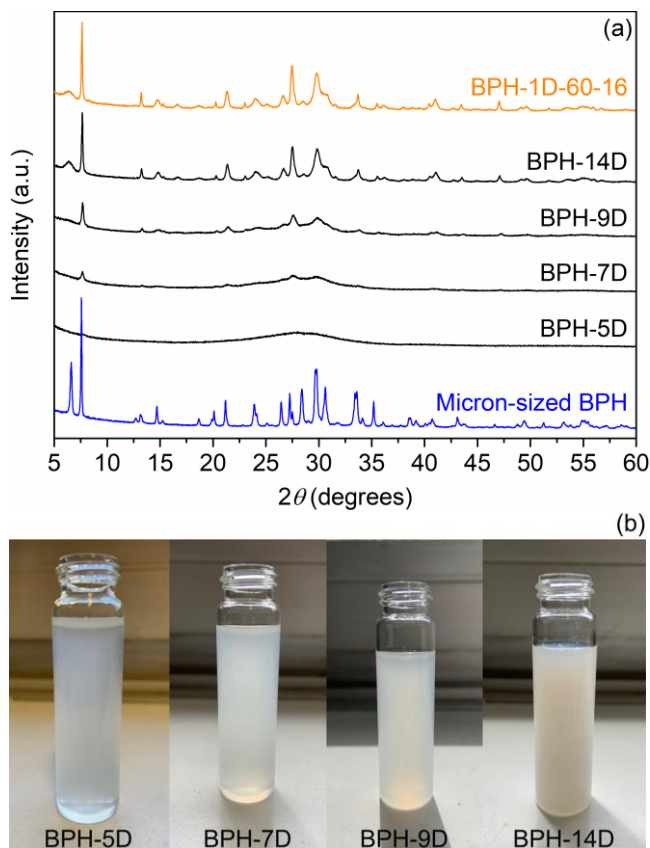 (a)
BPH-1D-60-16
BPH-14D
BPH-9D
BPH-7D
BPH-5D
Micron-sized BPH
Intensity (a.u.)
5 10 15 20 25 30 35 40 45 50 55 60
2θ (degrees)
(b)
BPH-5D BPH-7D BPH-9D BPH-14D